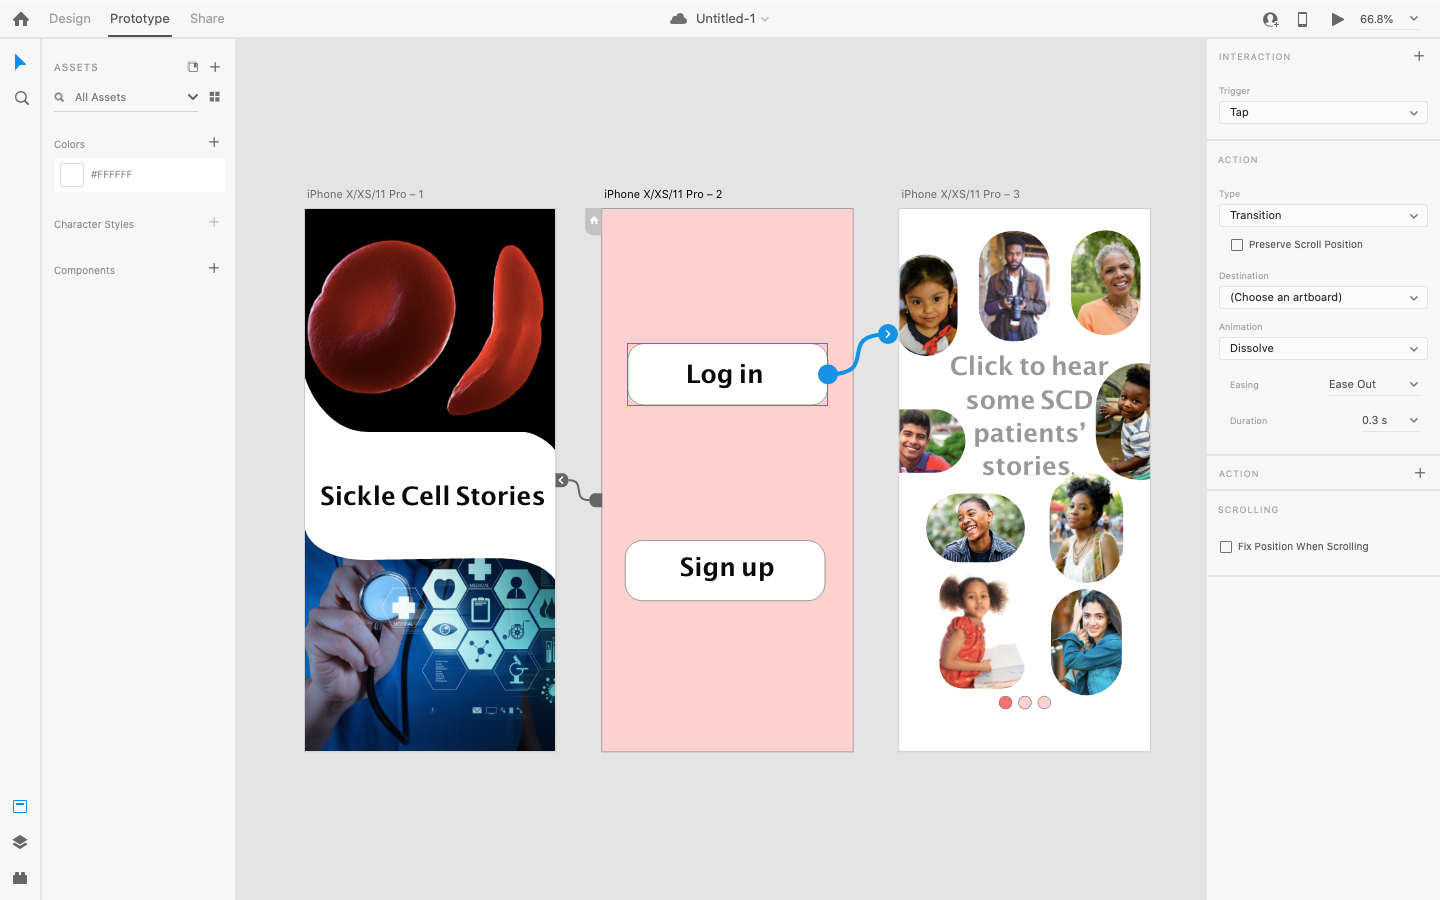 Design Prototype Share
Untitled-1
66.8%
ASSETS
All Assets
Colors
#FFFFFF
Character Styles
Components
iPhone X/XS/11 Pro – 1
Sickle Cell Stories
MEDICAL
MEDICAL
iPhone X/XS/11 Pro – 2
Log in
Sign up
iPhone X/XS/11 Pro – 3
Click to hear
some SCD
patients’
stories.
INTERACTION
Trigger
Tap
ACTION
Type
Transition
Preserve Scroll Position
Destination
(Choose an artboard)
Animation
Dissolve
Easing Ease Out
Duration 0.3 s
ACTION
SCROLLING
Fix Position When Scrolling